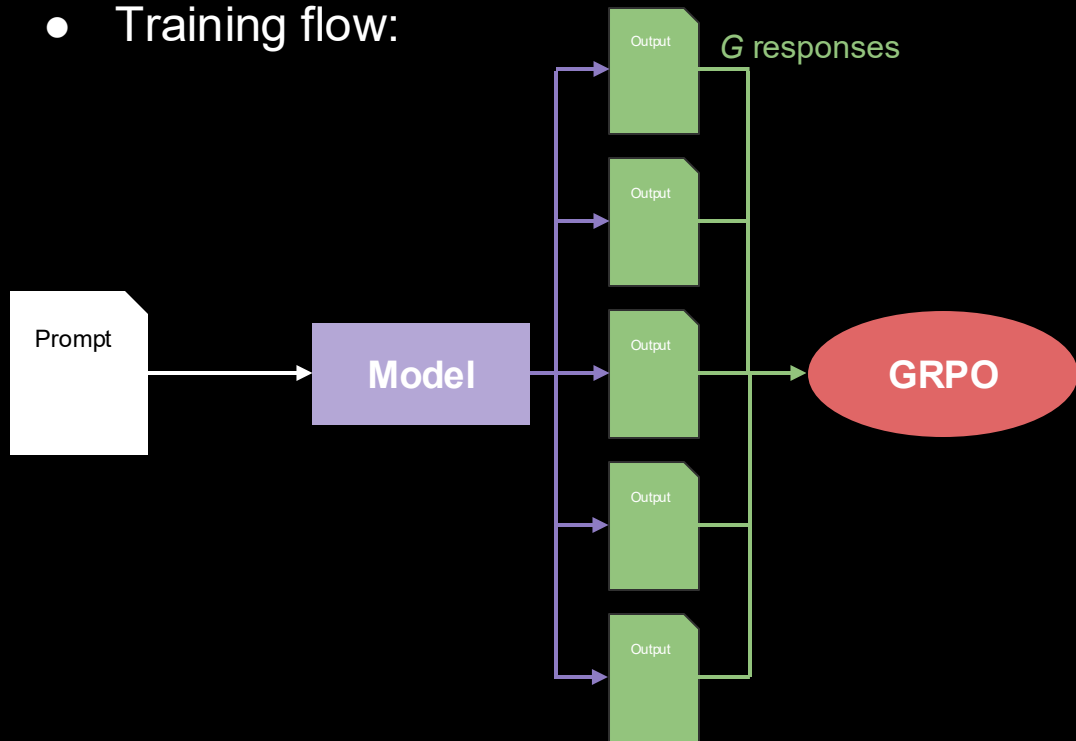 ● Training flow:
Output
G responses
Output
Prompt
Model
Output
GRPO
Output
Output